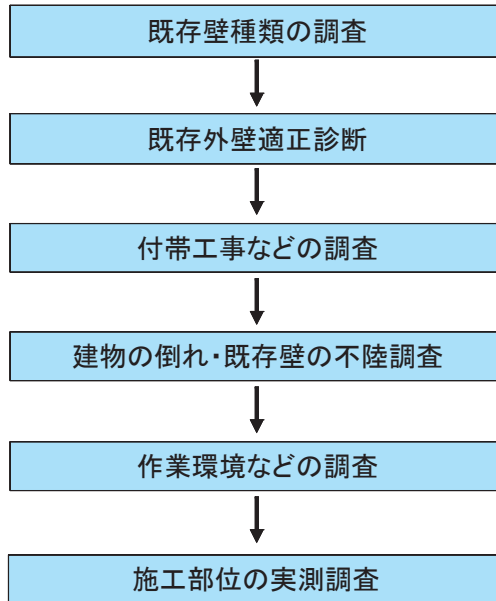 既存壁種類の調査
既存外壁適正診断
付帯工事などの調査
建物の倒れ・既存壁の不陸調査
作業環境などの調査
施工部位の実測調査